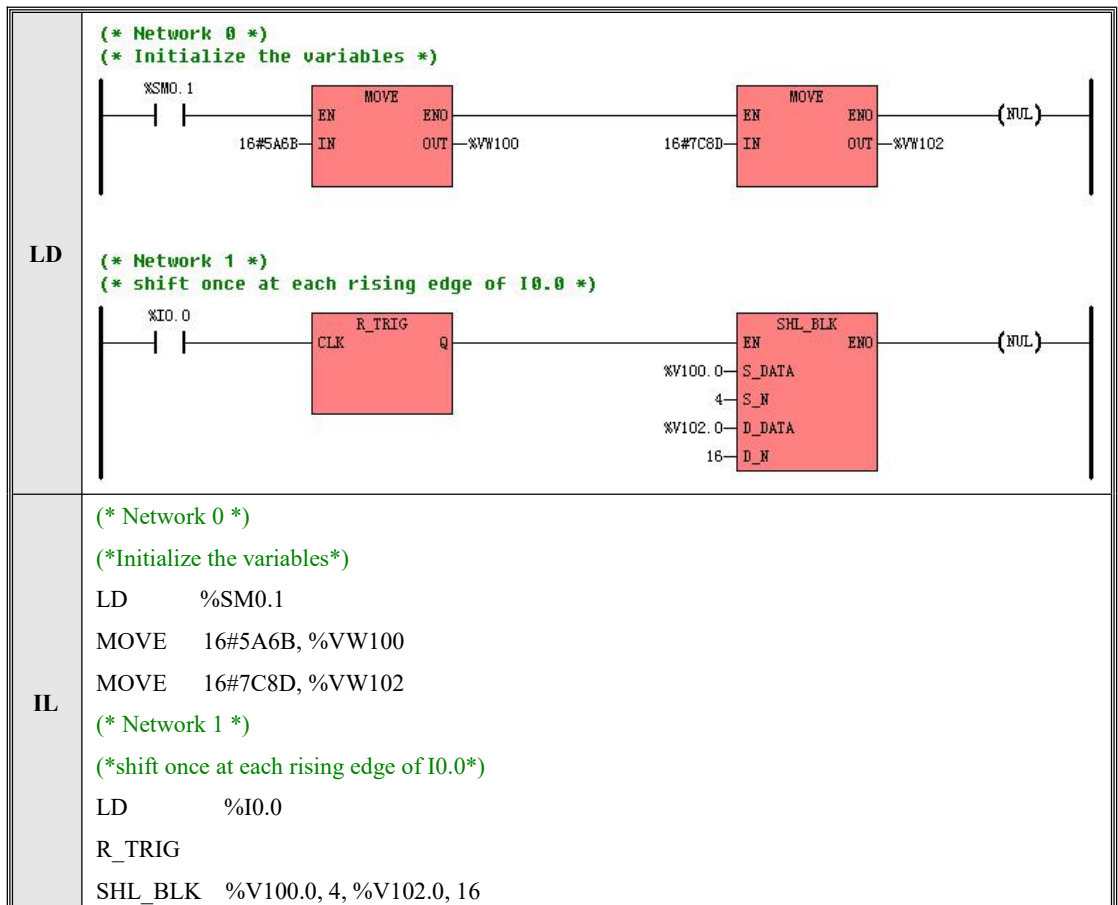 LD
(* Network 0 *)
(* Initialize the variables *)
%SM0.1
MOVE MOVE
EN ENO EN ENO (NUL)
16#5A6B IN OUT %VW100 16#7C8D IN OUT %VW102
(* Network 1 *)
(* shift once at each rising edge of I0.0 *)
%I0.0
R_TRIG SHL_BLK
CLK Q EN ENO (NUL)
%V100.0 S_DATA
4 S_N
%V102.0 D_DATA
16 D_N
IL
(* Network 0 *)
(*Initialize the variables*)
LD %SM0.1
MOVE 16#5A6B, %VW100
MOVE 16#7C8D, %VW102
(* Network 1 *)
(*shift once at each rising edge of I0.0*)
LD %I0.0
R_TRIG
SHL_BLK %V100.0, 4, %V102.0, 16